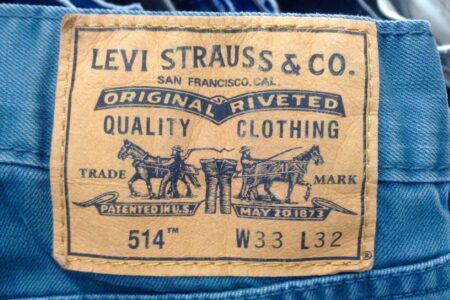 LEVI STRAUSS & CO.
SAN FRANCISCO, CAL.
ORIGINAL RIVETED
QUALITY CLOTHING
TRADE MARK
PATENTED IN U.S. MAY 20 1873
514™ W33 L32
®